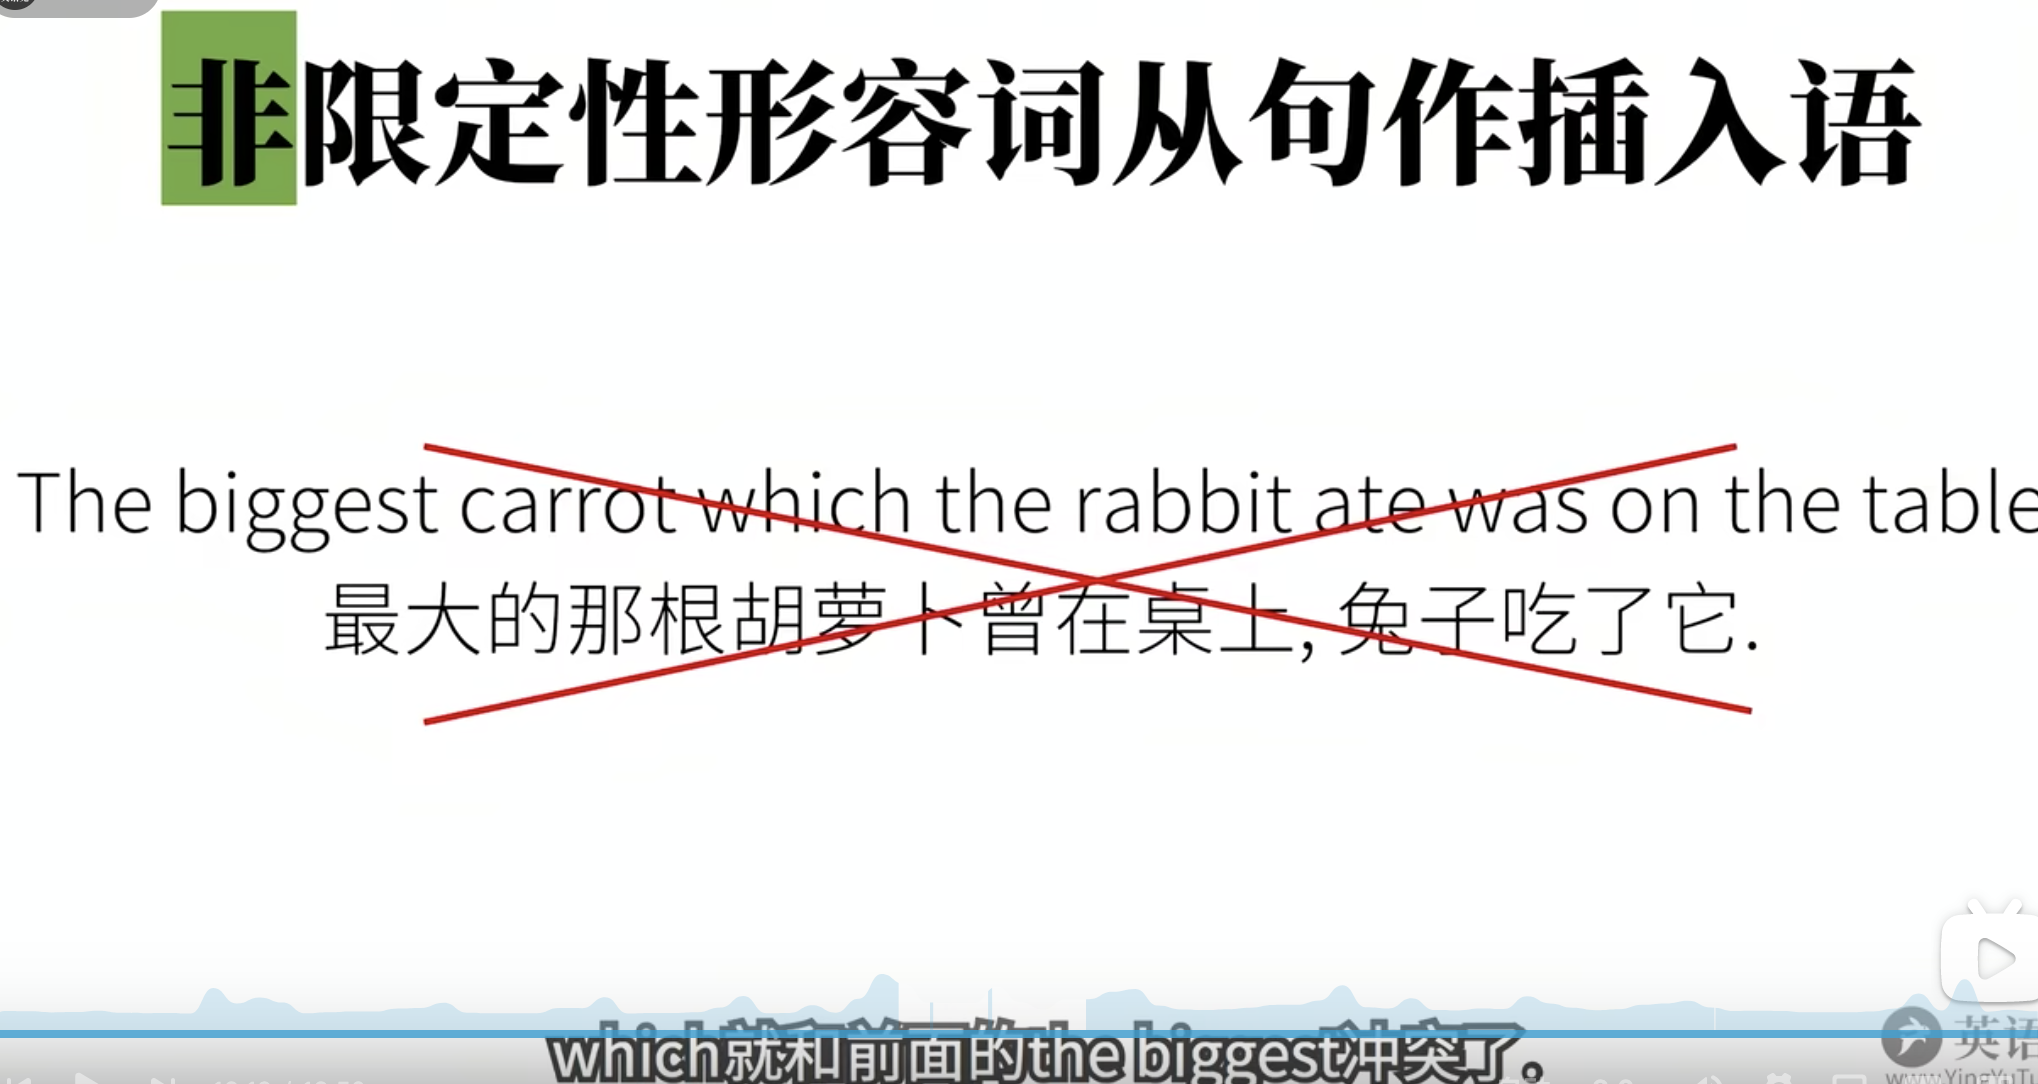 非限定性形容词从句作插入语
The biggest carrot which the rabbit ate was on the table
最大的那根胡萝卜曾在桌上, 兔子吃了它.
which就和前面的the biggest冲突了。
英语
www.YingYuT